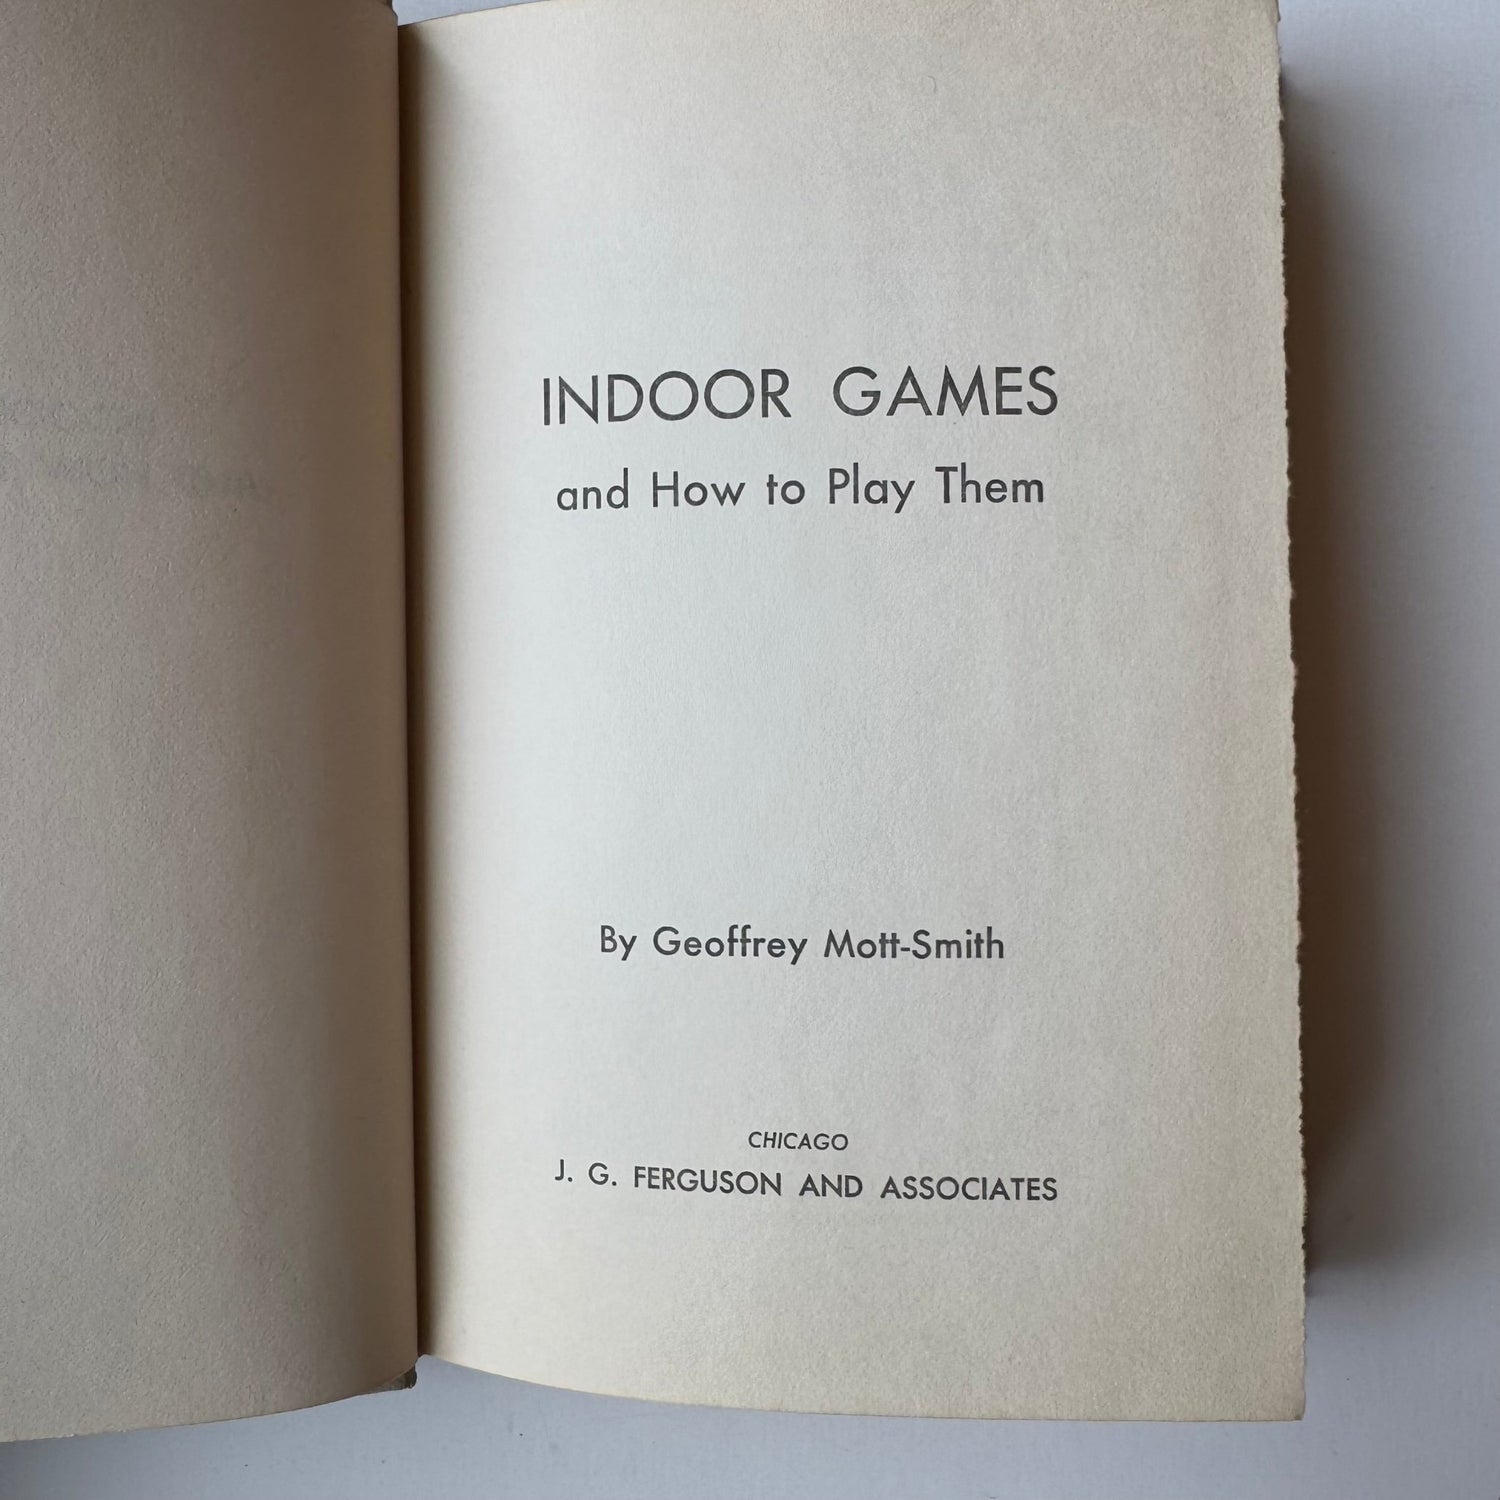 INDOOR GAMES
and How to Play Them
By Geoffrey Mott-Smith
CHICAGO
J. G. FERGUSON AND ASSOCIATES